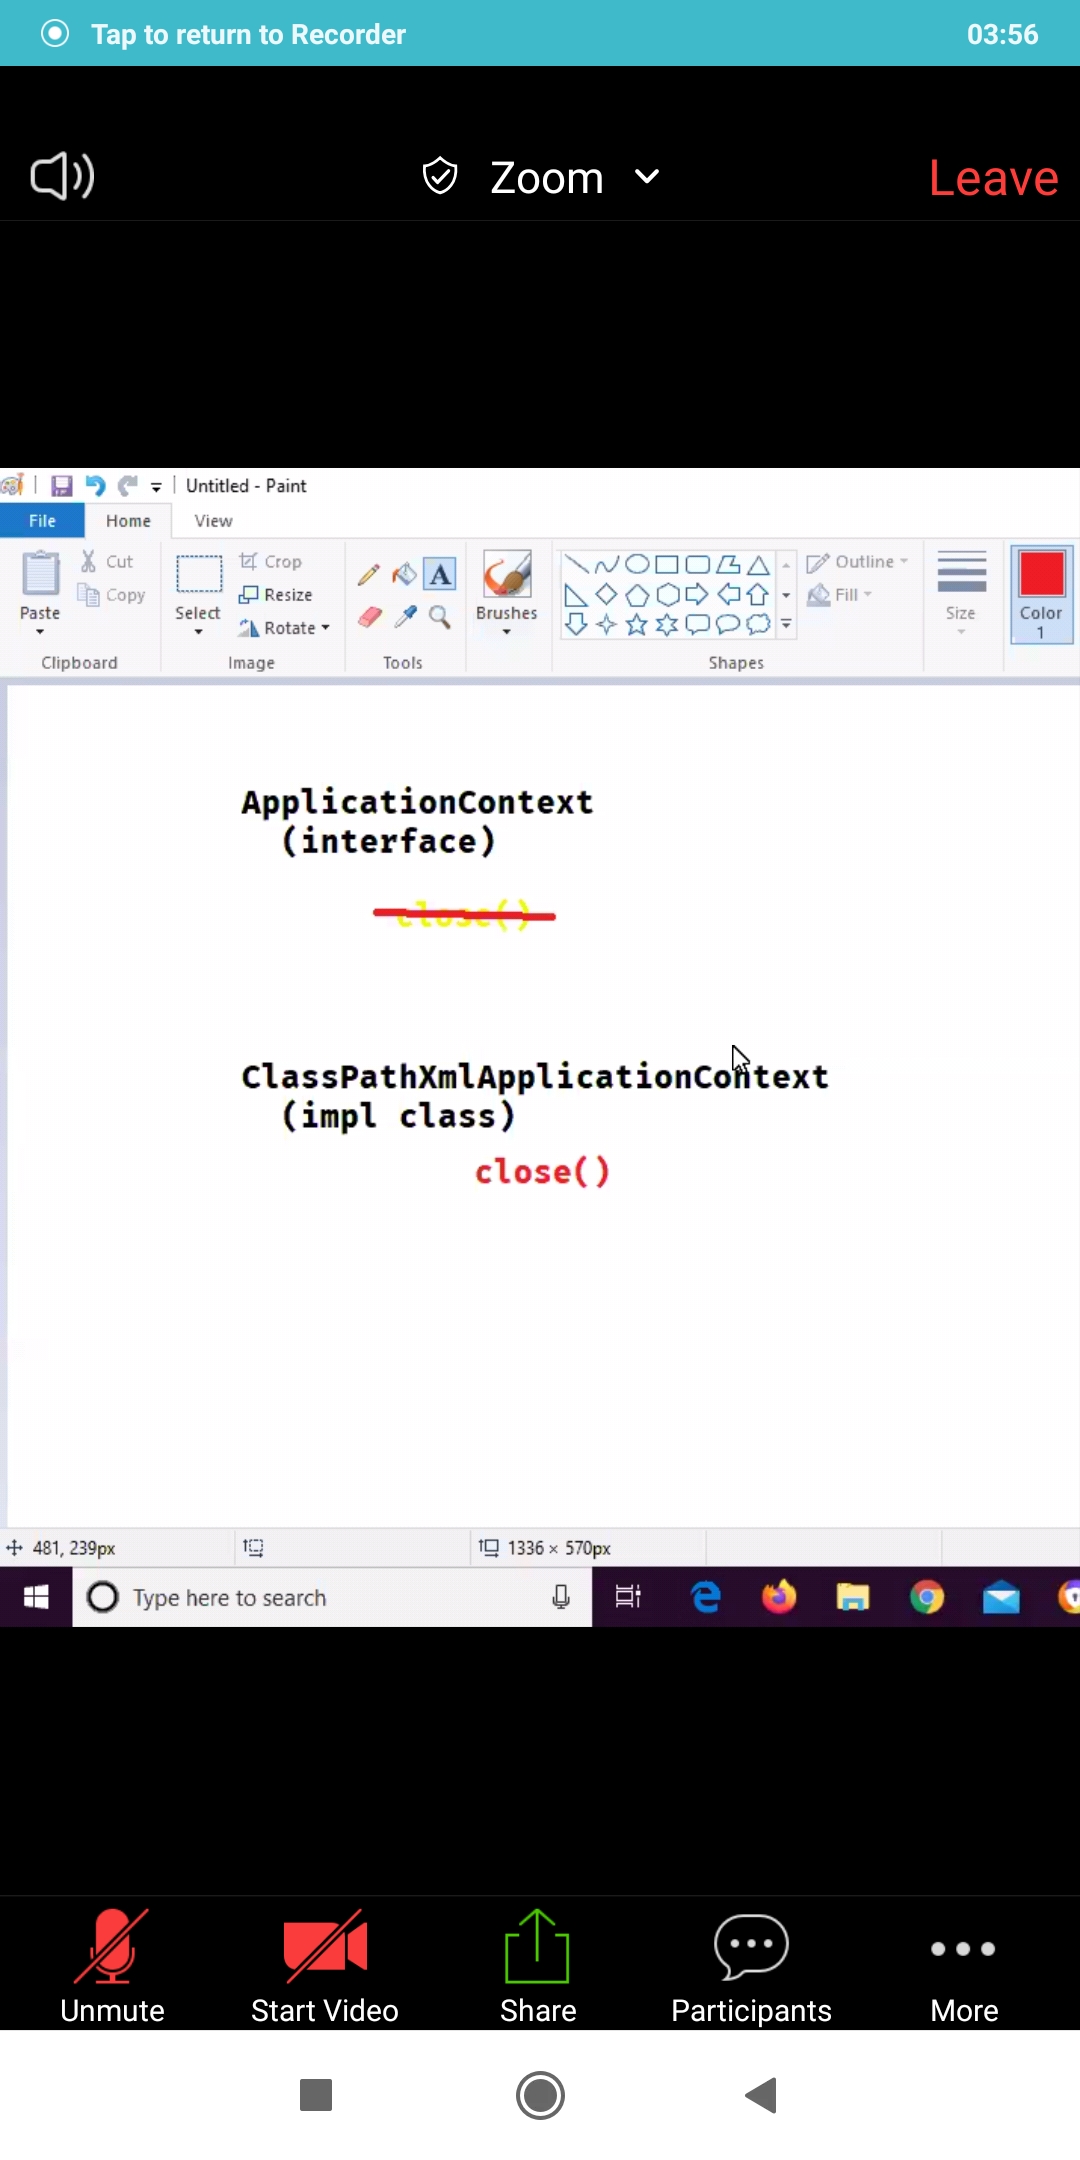 Tap to return to Recorder 03:56
Zoom Leave
Untitled - Paint
File Home View
Paste Cut Copy Select Crop Resize Rotate A Brushes Outline Fill Size Color 1
Clipboard Image Tools Shapes
ApplicationContext
(interface)
close()
ClassPathXmlApplicationContext
(impl class)
close()
481, 239px 1336 × 570px
Type here to search
Unmute Start Video Share Participants More